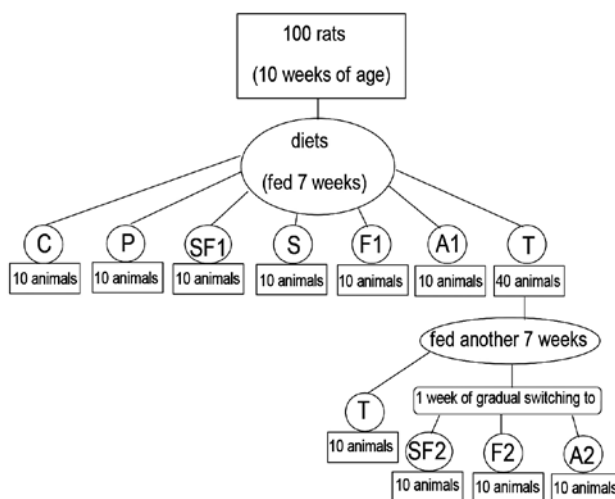 100 rats
(10 weeks of age)
diets
(fed 7 weeks)
C P SF1 S F1 A1 T
10 animals 10 animals 10 animals 10 animals 10 animals 10 animals 40 animals
fed another 7 weeks
1 week of gradual switching to
T
10 animals
SF2 F2 A2
10 animals 10 animals 10 animals